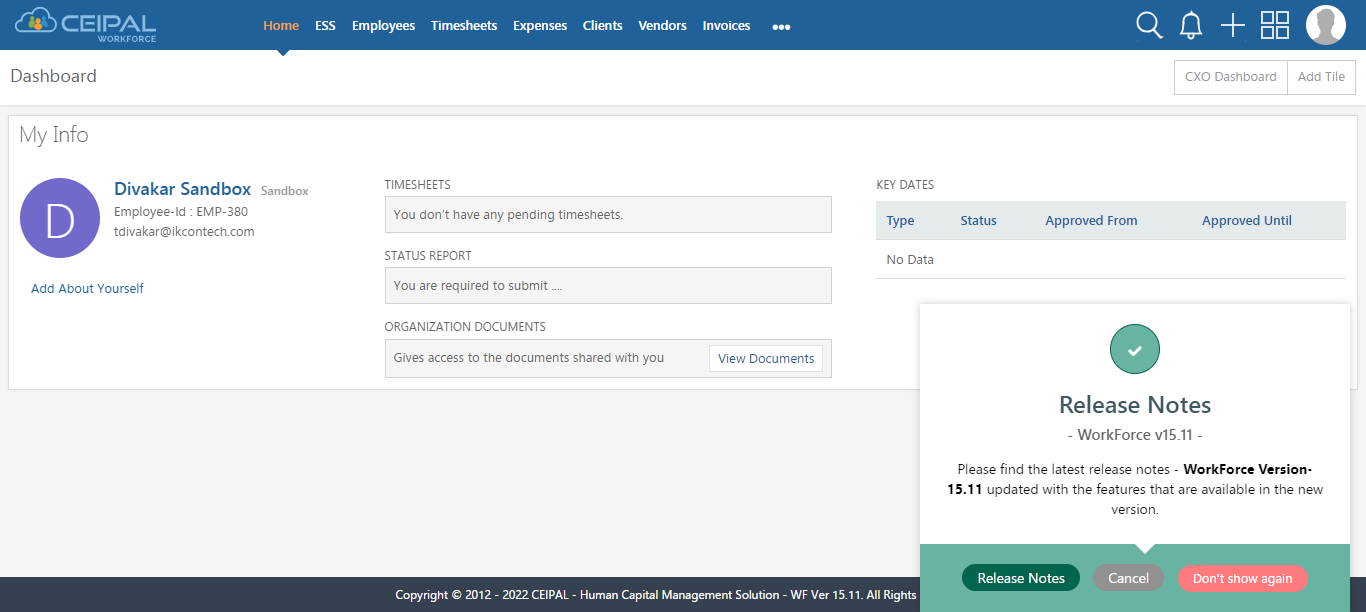 CEIPAL
WORKFORCE
Home ESS Employees Timesheets Expenses Clients Vendors Invoices
Dashboard
CXO Dashboard Add Tile
My Info
D
Divakar Sandbox Sandbox
Employee-Id : EMP-380
tdivakar@ikcontech.com
Add About Yourself
TIMESHEETS
You don't have any pending timesheets.
STATUS REPORT
You are required to submit ....
ORGANIZATION DOCUMENTS
Gives access to the documents shared with you View Documents
KEY DATES
Type Status Approved From Approved Until
No Data
Release Notes
- WorkForce v15.11 -
Please find the latest release notes - WorkForce Version-
15.11 updated with the features that are available in the new
version.
Release Notes Cancel Don't show again
Copyright © 2012 - 2022 CEIPAL - Human Capital Management Solution - WF Ver 15.11. All Rights